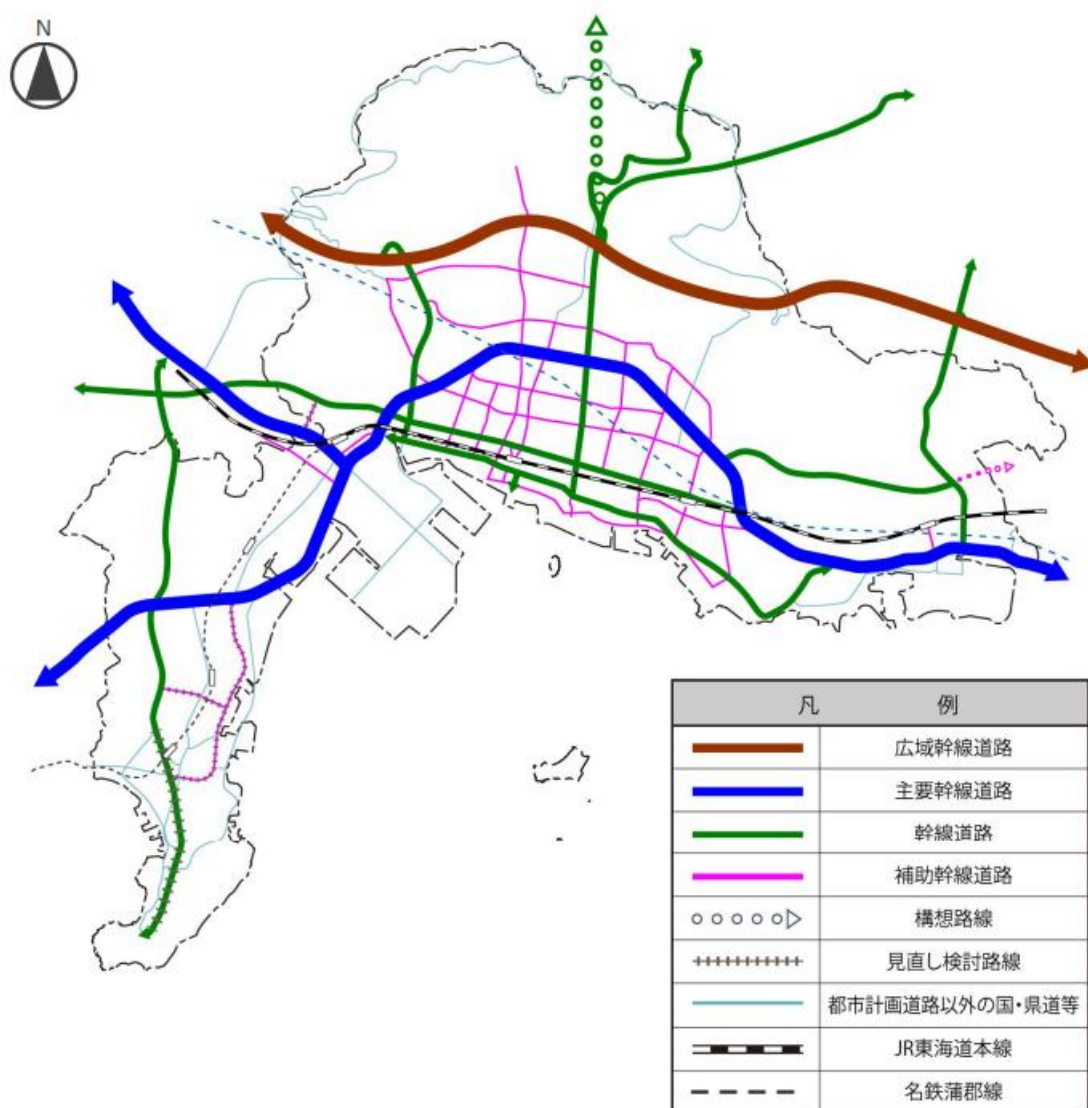 N
凡 例
広域幹線道路
主要幹線道路
幹線道路
補助幹線道路
構想路線
見直し検討路線
都市計画道路以外の国・県道等
JR東海道本線
名鉄蒲郡線